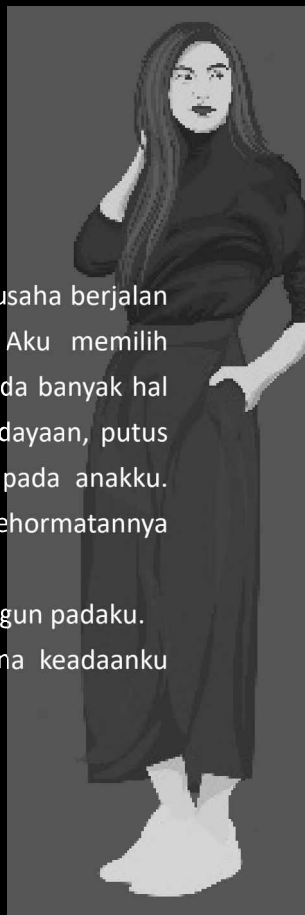 usaha berjalan
Aku memilih
da banyak hal
dayaan, putus
pada anakku.
ehormatannya
gun padaku.
na keadaanku